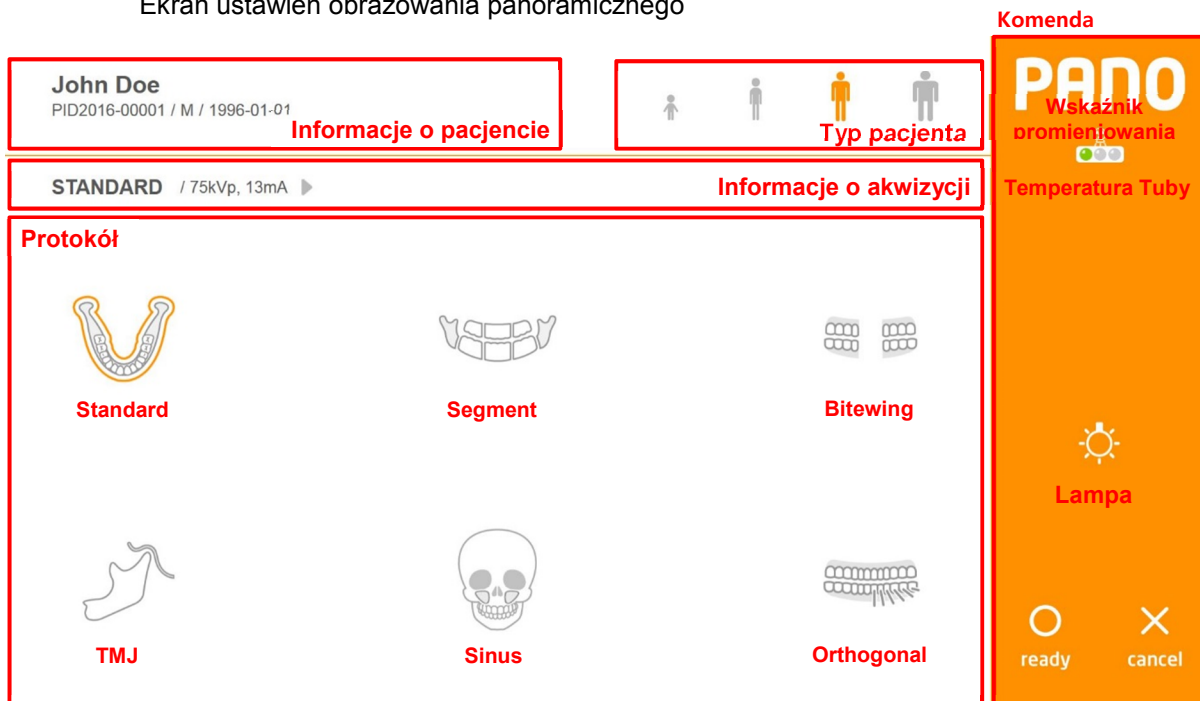 Ekran ustawień obrazowania panoramicznego
Komenda
John Doe
PID2016-00001 / M / 1996-01-01
Informacje o pacjencie
Typ pacjenta
PANO
Wskaźnik
promieniowania
STANDARD / 75kVp, 13mA
Informacje o akwizycji
Temperatura Tuby
Protokół
Standard
Segment
Bitewing
Lampa
TMJ
Sinus
Orthogonal
ready
cancel